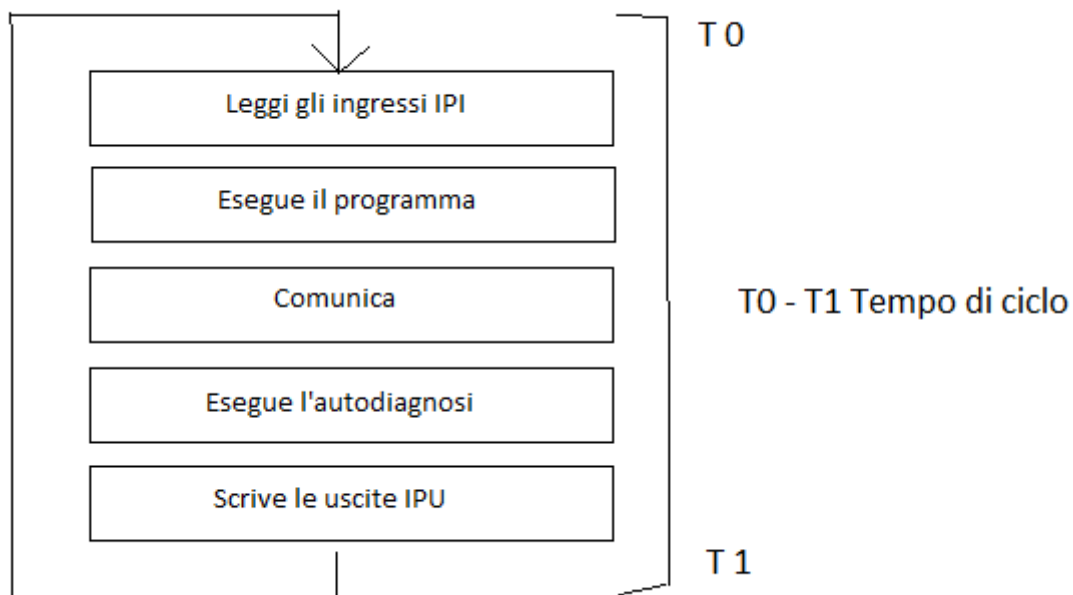 T 0
Leggi gli ingressi IPI
Esegue il programma
Comunica
T0 - T1 Tempo di ciclo
Esegue l'autodiagnosi
Scrive le uscite IPU
T 1